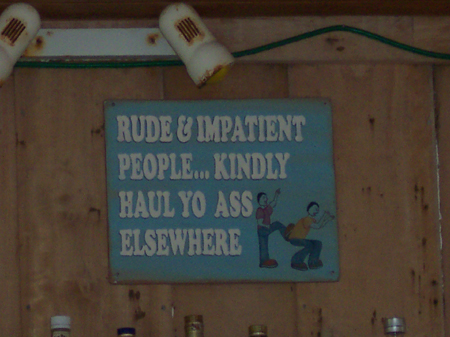 RUDE & IMPATIENT
PEOPLE... KINDLY
HAUL YO ASS
ELSEWHERE